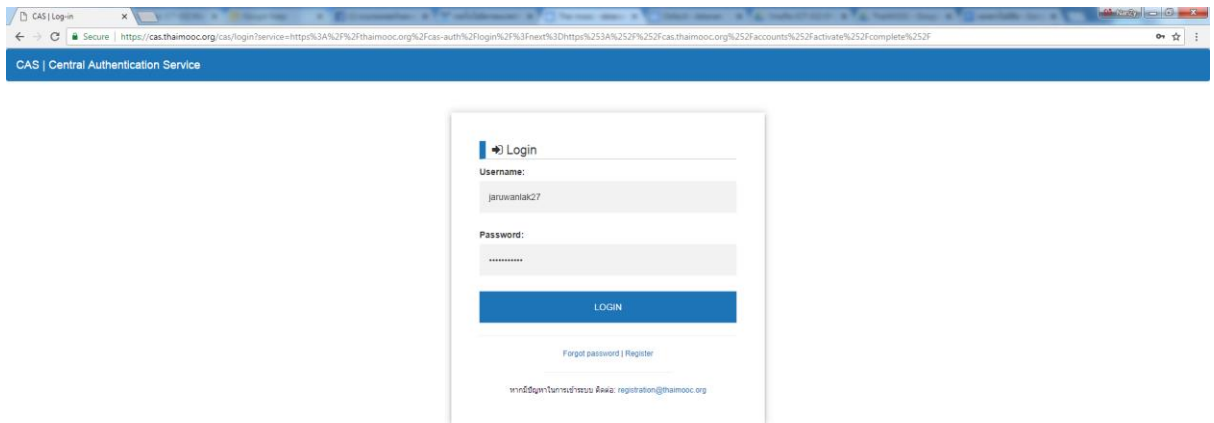 CAS | Log-in
Secure | https://cas.thaimooc.org/cas/login?service=https%3A%2F%2Fthaimooc.org%2Fcas-auth%2Flogin%2F%3Fnext%3Dhttps%253A%252F%252Fcas.thaimooc.org%252Faccounts%252Factivate%252Fcomplete%252F
CAS | Central Authentication Service
Login
Username:
jaruwanlak27
Password:
LOGIN
Forgot password | Register
หากมีปัญหาในการเข้าระบบ ติดต่อ: registration@thaimooc.org